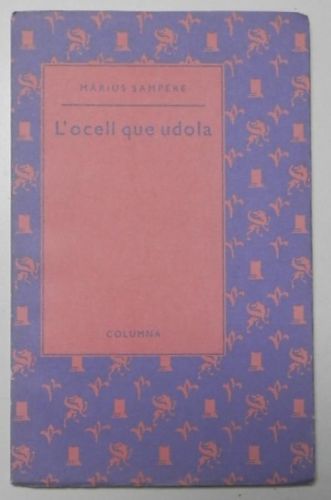 MÀRIUS SAMPERE
L'ocell que udola
COLUMNA